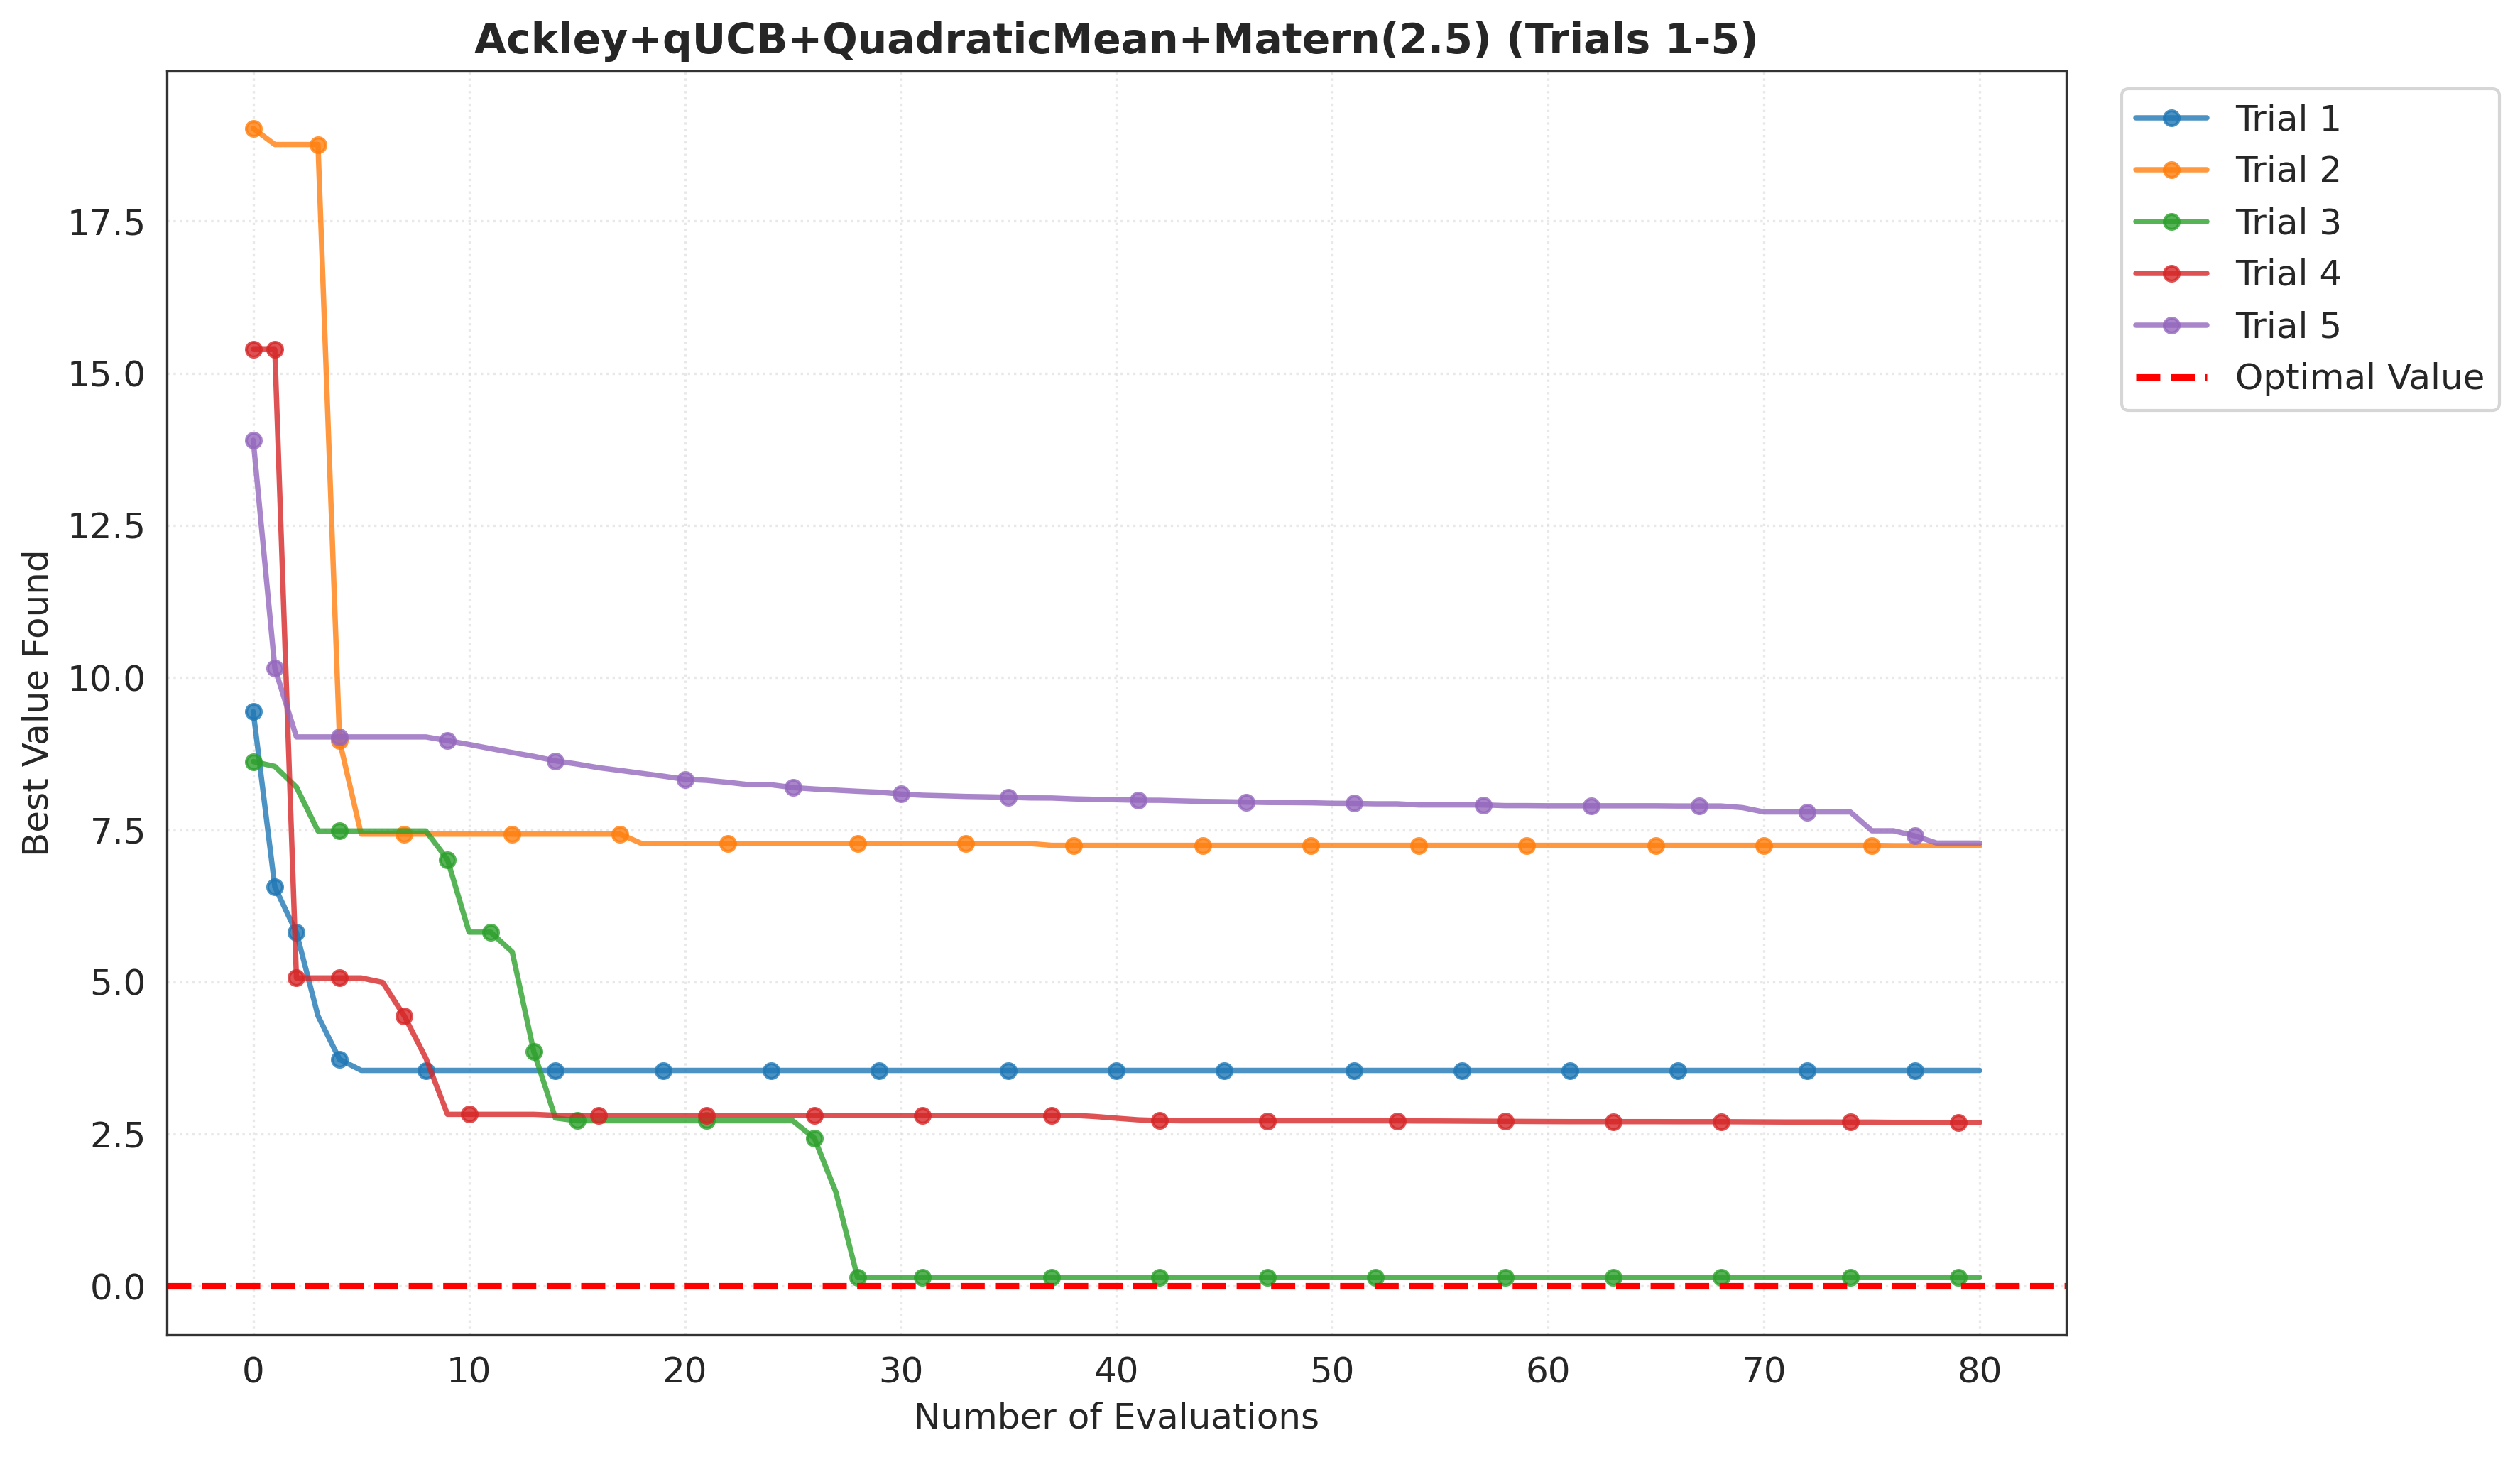 Ackley+qUCB+QuadraticMean+Matern(2.5) (Trials 1-5)
Trial 1
Trial 2
Trial 3
Trial 4
Trial 5
Optimal Value
Best Value Found
17.5
15.0
12.5
10.0
7.5
5.0
2.5
0.0
0 10 20 30 40 50 60 70 80
Number of Evaluations